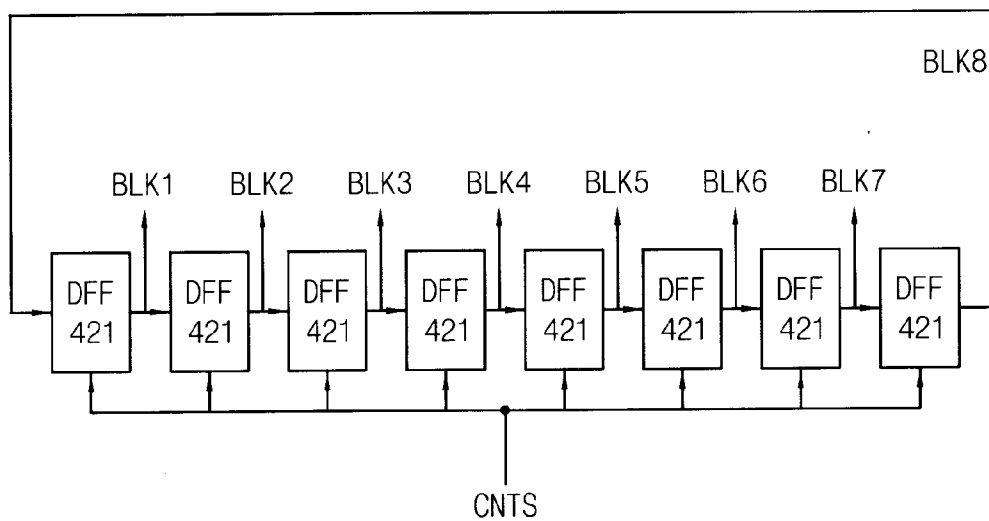 BLK8
BLK1 BLK2 BLK3 BLK4 BLK5 BLK6 BLK7
DFF DFF DFF DFF DFF DFF DFF DFF
421 421 421 421 421 421 421 421
CNTS